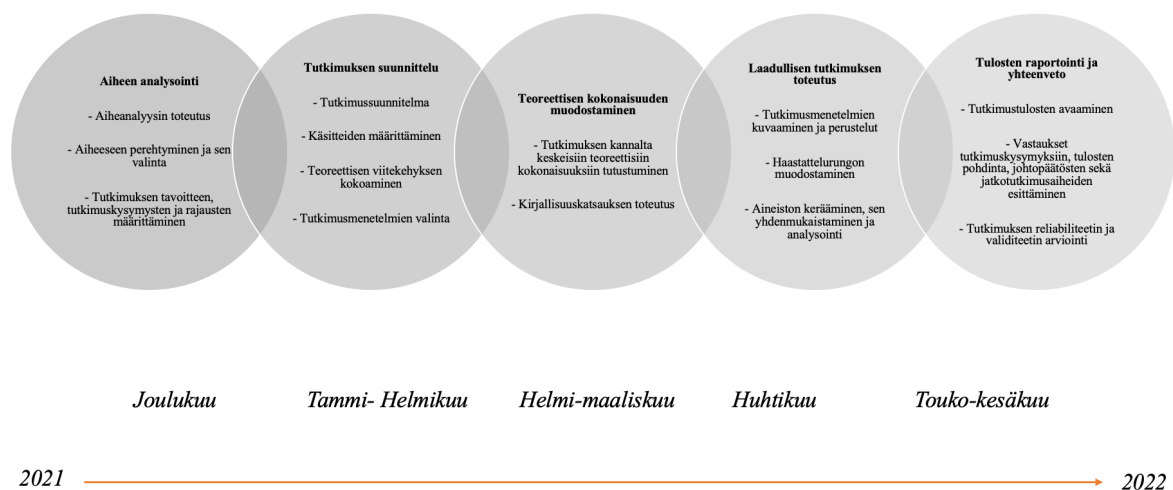 Aiheen analysointi
- Aiheanalyysin toteutus
- Aiheeseen perehtyminen ja sen
valinta
- Tutkimuksen tavoitteen,
tutkimuskysymysten ja rajausten
määrittäminen
Tutkimuksen suunnittelu
- Tutkimussuunnitelma
- Käsitteiden määrittäminen
- Teoreettisen viitekehyksen
kokoaminen
- Tutkimusmenetelmien valinta
Teoreettisen kokonaisuuden
muodostaminen
- Tutkimuksen kannalta
keskeisiin teoreettisiin
kokonaisuuksiin tutustuminen
- Kirjallisuuskatsauksen toteutus
Laadullisen tutkimuksen
toteutus
- Tutkimusmenetelmien
kuvaaminen ja perustelut
- Haastattelurungon
muodostaminen
- Aineiston kerääminen, sen
yhdenmukaistaminen ja
analysointi
Tulosten raportointi ja
yhteenveto
- Tutkimustulosten avaaminen
- Vastaukset
tutkimuskysymyksiin, tulosten
pohdinta, johtopäätösten sekä
jatkotutkimusaiheiden
esittäminen
- Tutkimuksen reliabiliteetin ja
validiteetin arviointi
Joulukuu
Tammi- Helmikuu
Helmi-maaliskuu
Huhtikuu
Touko-kesäkuu
2021
2022